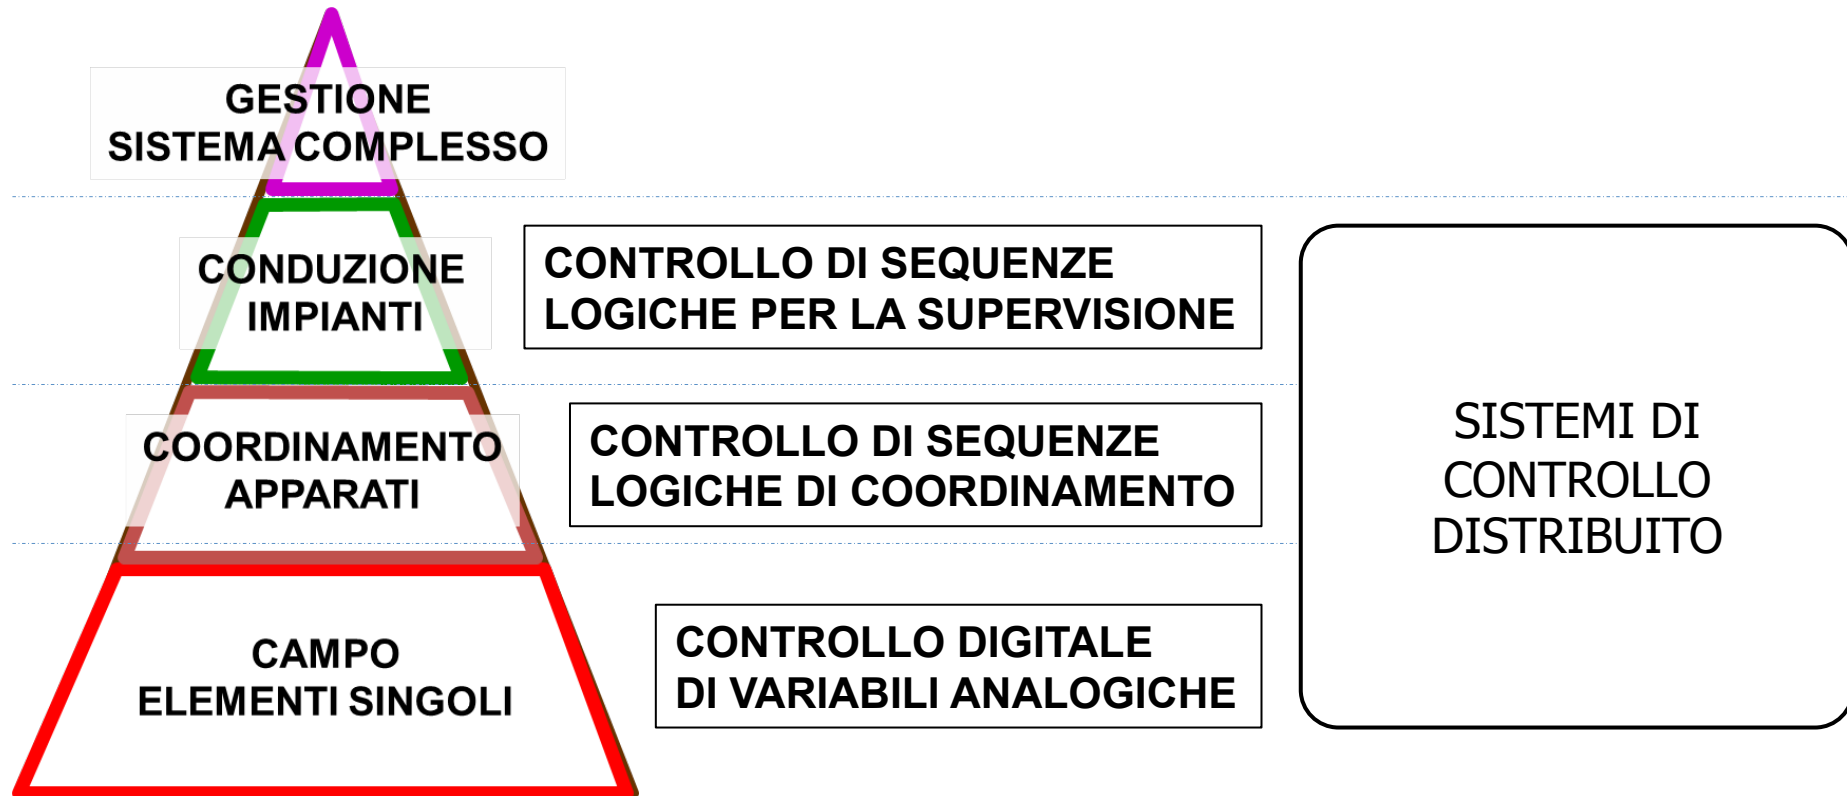 GESTIONE
SISTEMA COMPLESSO
CONDUZIONE
IMPIANTI
CONTROLLO DI SEQUENZE
LOGICHE PER LA SUPERVISIONE
COORDINAMENTO
APPARATI
CONTROLLO DI SEQUENZE
LOGICHE DI COORDINAMENTO
CAMPO
ELEMENTI SINGOLI
CONTROLLO DIGITALE
DI VARIABILI ANALOGICHE
SISTEMI DI
CONTROLLO
DISTRIBUITO